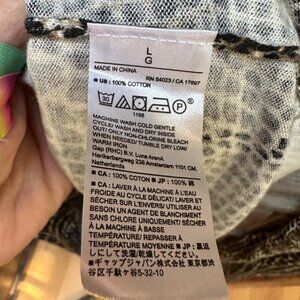 L
G
MADE IN CHINA RN 54023 / CA 17897
■ US: 100% COTTON
30
1166
P
MACHINE WASH COLD GENTLE
CYCLE/ WASH AND DRY INSIDE
OUT/ ONLY NON-CHLORINE BLEACH
WHEN NEEDED/ TUMBLE DRY LOW/
WARM IRON
Gap (RHC) B.V. Luna ArenA
Herikerbergweg 238 Amsterdam 1101 CM,
Netherlands
■ CA: 100% COTON ■ JP: 100% 綿
■ CA: LAVER À LA MACHINE À L'EAU
FROIDE AU CYCLE DÉLICAT/ LAVER ET
SÉCHER À L'ENVERS/ UTILISER AU
BESOIN UN AGENT DE BLANCHIMENT
SANS CHLORE UNIQUEMENT/ SÉCHER
À LA MACHINE À BASSE
TEMPÉRATURE/ REPASSER À
TEMPÉRATURE MOYENNE ■ JP: 裏返
しにして洗濯、乾燥してください。
■ ギャップジャパン株式会社 東京都渋
谷区千駄ヶ谷5-32-10